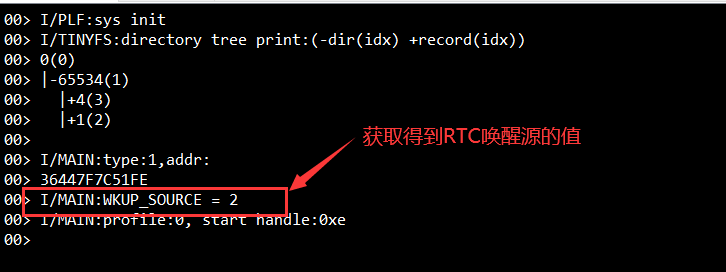 00> I/PLF:sys init
00> I/TINYFS:directory tree print:(-dir(idx) +record(idx))
00> 0(0)
00> |-65534(1)
00>   |+4(3)
00>   |+1(2)
00>
00> I/MAIN:type:1,addr:
获取得到RTC唤醒源的值
00> 36447F7C51FE
00> I/MAIN:WKUP_SOURCE = 2
00> I/MAIN:profile:0, start handle:0xe
00>